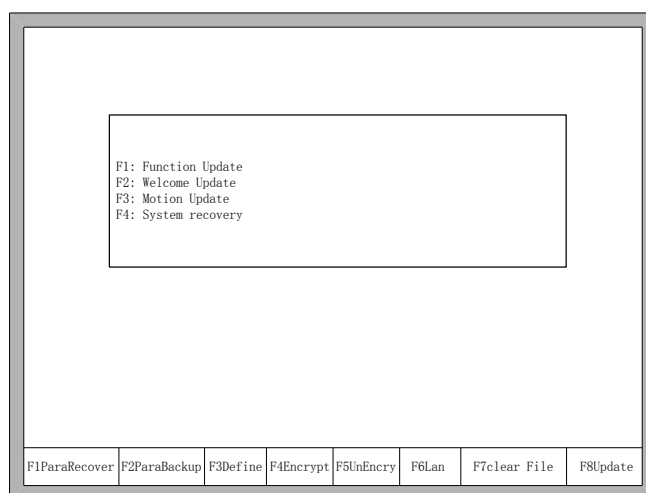 F1: Function Update
F2: Welcome Update
F3: Motion Update
F4: System recovery
F1ParaRecover F2ParaBackup F3Define F4Encrypt F5UnEncry F6Lan F7clear File F8Update